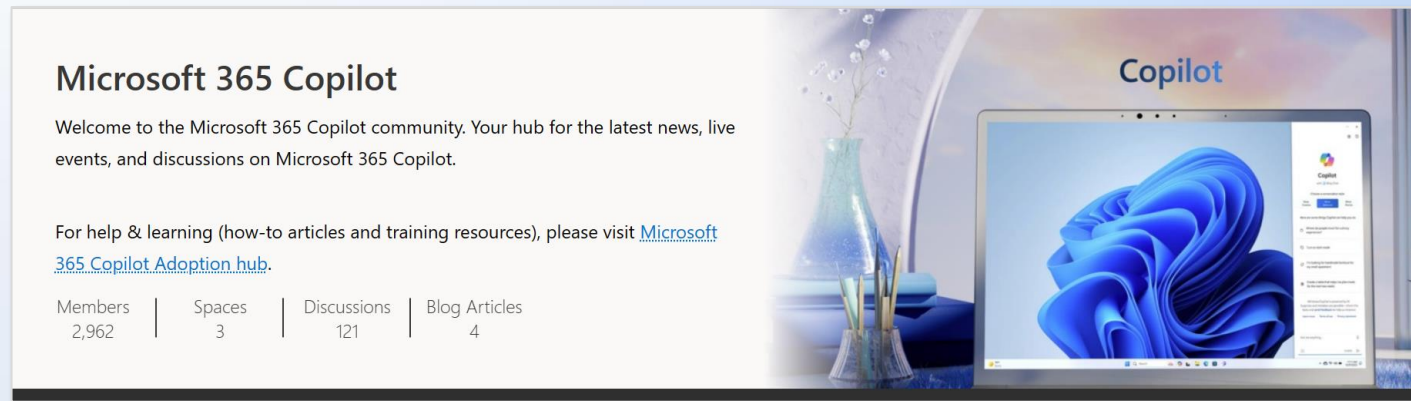 Microsoft 365 Copilot
Welcome to the Microsoft 365 Copilot community. Your hub for the latest news, live
events, and discussions on Microsoft 365 Copilot.
For help & learning (how-to articles and training resources), please visit Microsoft
365 Copilot Adoption hub.
Members
Spaces
Discussions
Blog Articles
2,962
3
121
4
Copilot
Copilot